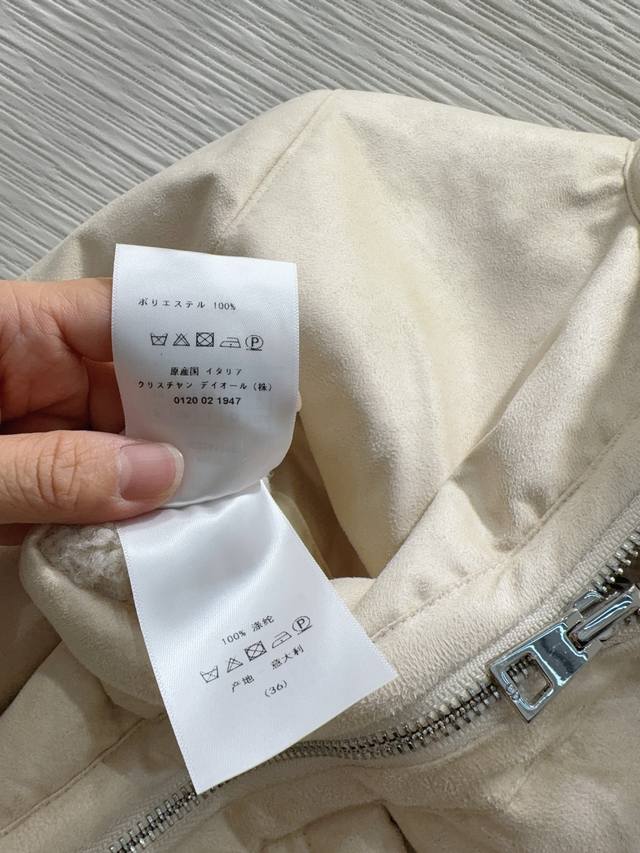 ポリエステル 100%
P
原産国 イタリア
クリスチャン デイオール (株)
0120 02 1947
100% 涤纶
P
产地 意大利
(36)